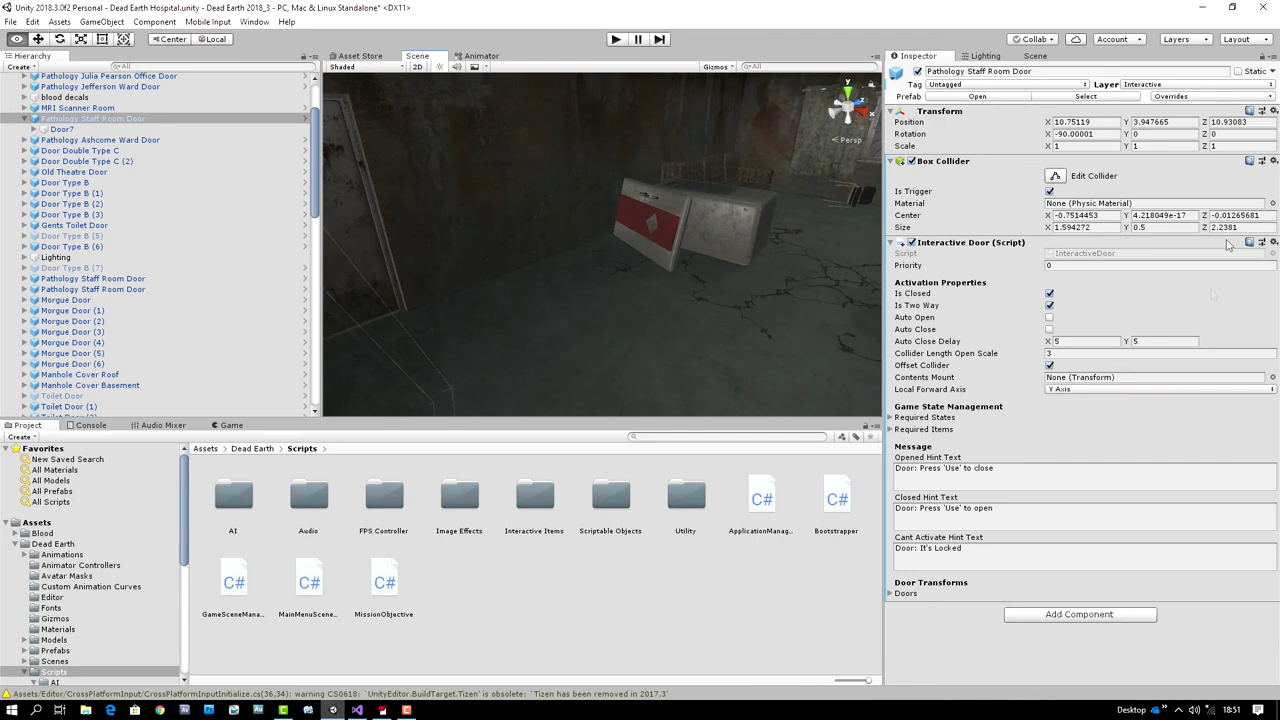 Unity 2018.3.0f2 Personal - Dead Earth Hospital.unity - Dead Earth 2018_3 - PC, Mac & Linux Standalone* <DX11>
File Edit Assets GameObject Component Mobile Input Window Help
Center Local Collab Account Layers Layout
Hierarchy
Create All
Pathology Julia Pearson Office Door
Pathology Jefferson Ward Door
blood decals
MRI Scanner Room
Pathology Staff Room Door
Door7
Pathology Ashcome Ward Door
Door Double Type C
Door Double Type C (2)
Old Theatre Door
Door Type B
Door Type B (1)
Door Type B (2)
Door Type B (3)
Gents Toilet Door
Door Type B (5)
Door Type B (6)
Lighting
Door Type B (7)
Pathology Staff Room Door
Pathology Staff Room Door
Morgue Door
Morgue Door (1)
Morgue Door (2)
Morgue Door (3)
Morgue Door (4)
Morgue Door (5)
Morgue Door (6)
Manhole Cover Roof
Manhole Cover Basement
Toilet Door
Toilet Door (1)
Asset Store Scene Animator
Shaded 2D Gizmos All
y
Persp
Inspector Lighting Scene
Pathology Staff Room Door Static
Tag Untagged Layer Interactive
Prefab Open Select Overrides
Transform
Position X 10.75119 Y 3.947665 Z 10.93083
Rotation X -90.00001 Y 0 Z 0
Scale X 1 Y 1 Z 1
Box Collider
Edit Collider
Is Trigger
Material None (Physic Material)
Center X -0.7514453 Y 4.218049e-17 Z -0.01265681
Size X 1.594272 Y 0.5 Z 2.2381
Interactive Door (Script)
Script InteractiveDoor
Priority 0
Activation Properties
Is Closed
Is Two Way
Auto Open
Auto Close
Auto Close Delay X 5 Y 5
Collider Length Open Scale 3
Offset Collider
Contents Mount None (Transform)
Local Forward Axis Y Axis
Game State Management
Required States
Required Items
Message
Opened Hint Text
Door: Press 'Use' to close
Closed Hint Text
Door: Press 'Use' to open
Cant Activate Hint Text
Door: It's Locked
Door Transforms
Doors
Add Component
Project Console Audio Mixer Game
Create
Favorites
New Saved Search
All Materials
All Models
All Prefabs
All Scripts
Assets
Blood
Dead Earth
Animations
Animator Controllers
Avatar Masks
Custom Animation Curves
Editor
Fonts
Gizmos
Materials
Models
Prefabs
Scenes
Scripts
AI
Assets Dead Earth Scripts
AI Audio FPS Controller Image Effects Interactive Items Scriptable Objects Utility ApplicationManag... Bootstrapper
GameSceneMana... MainMenuScene... MissionObjective
Assets/Editor/CrossPlatformInput/CrossPlatformInputInitialize.cs(36,34): warning CS0618: `UnityEditor.BuildTarget.Tizen' is obsolete: `Tizen has been removed in 2017.3'
Desktop 18:51